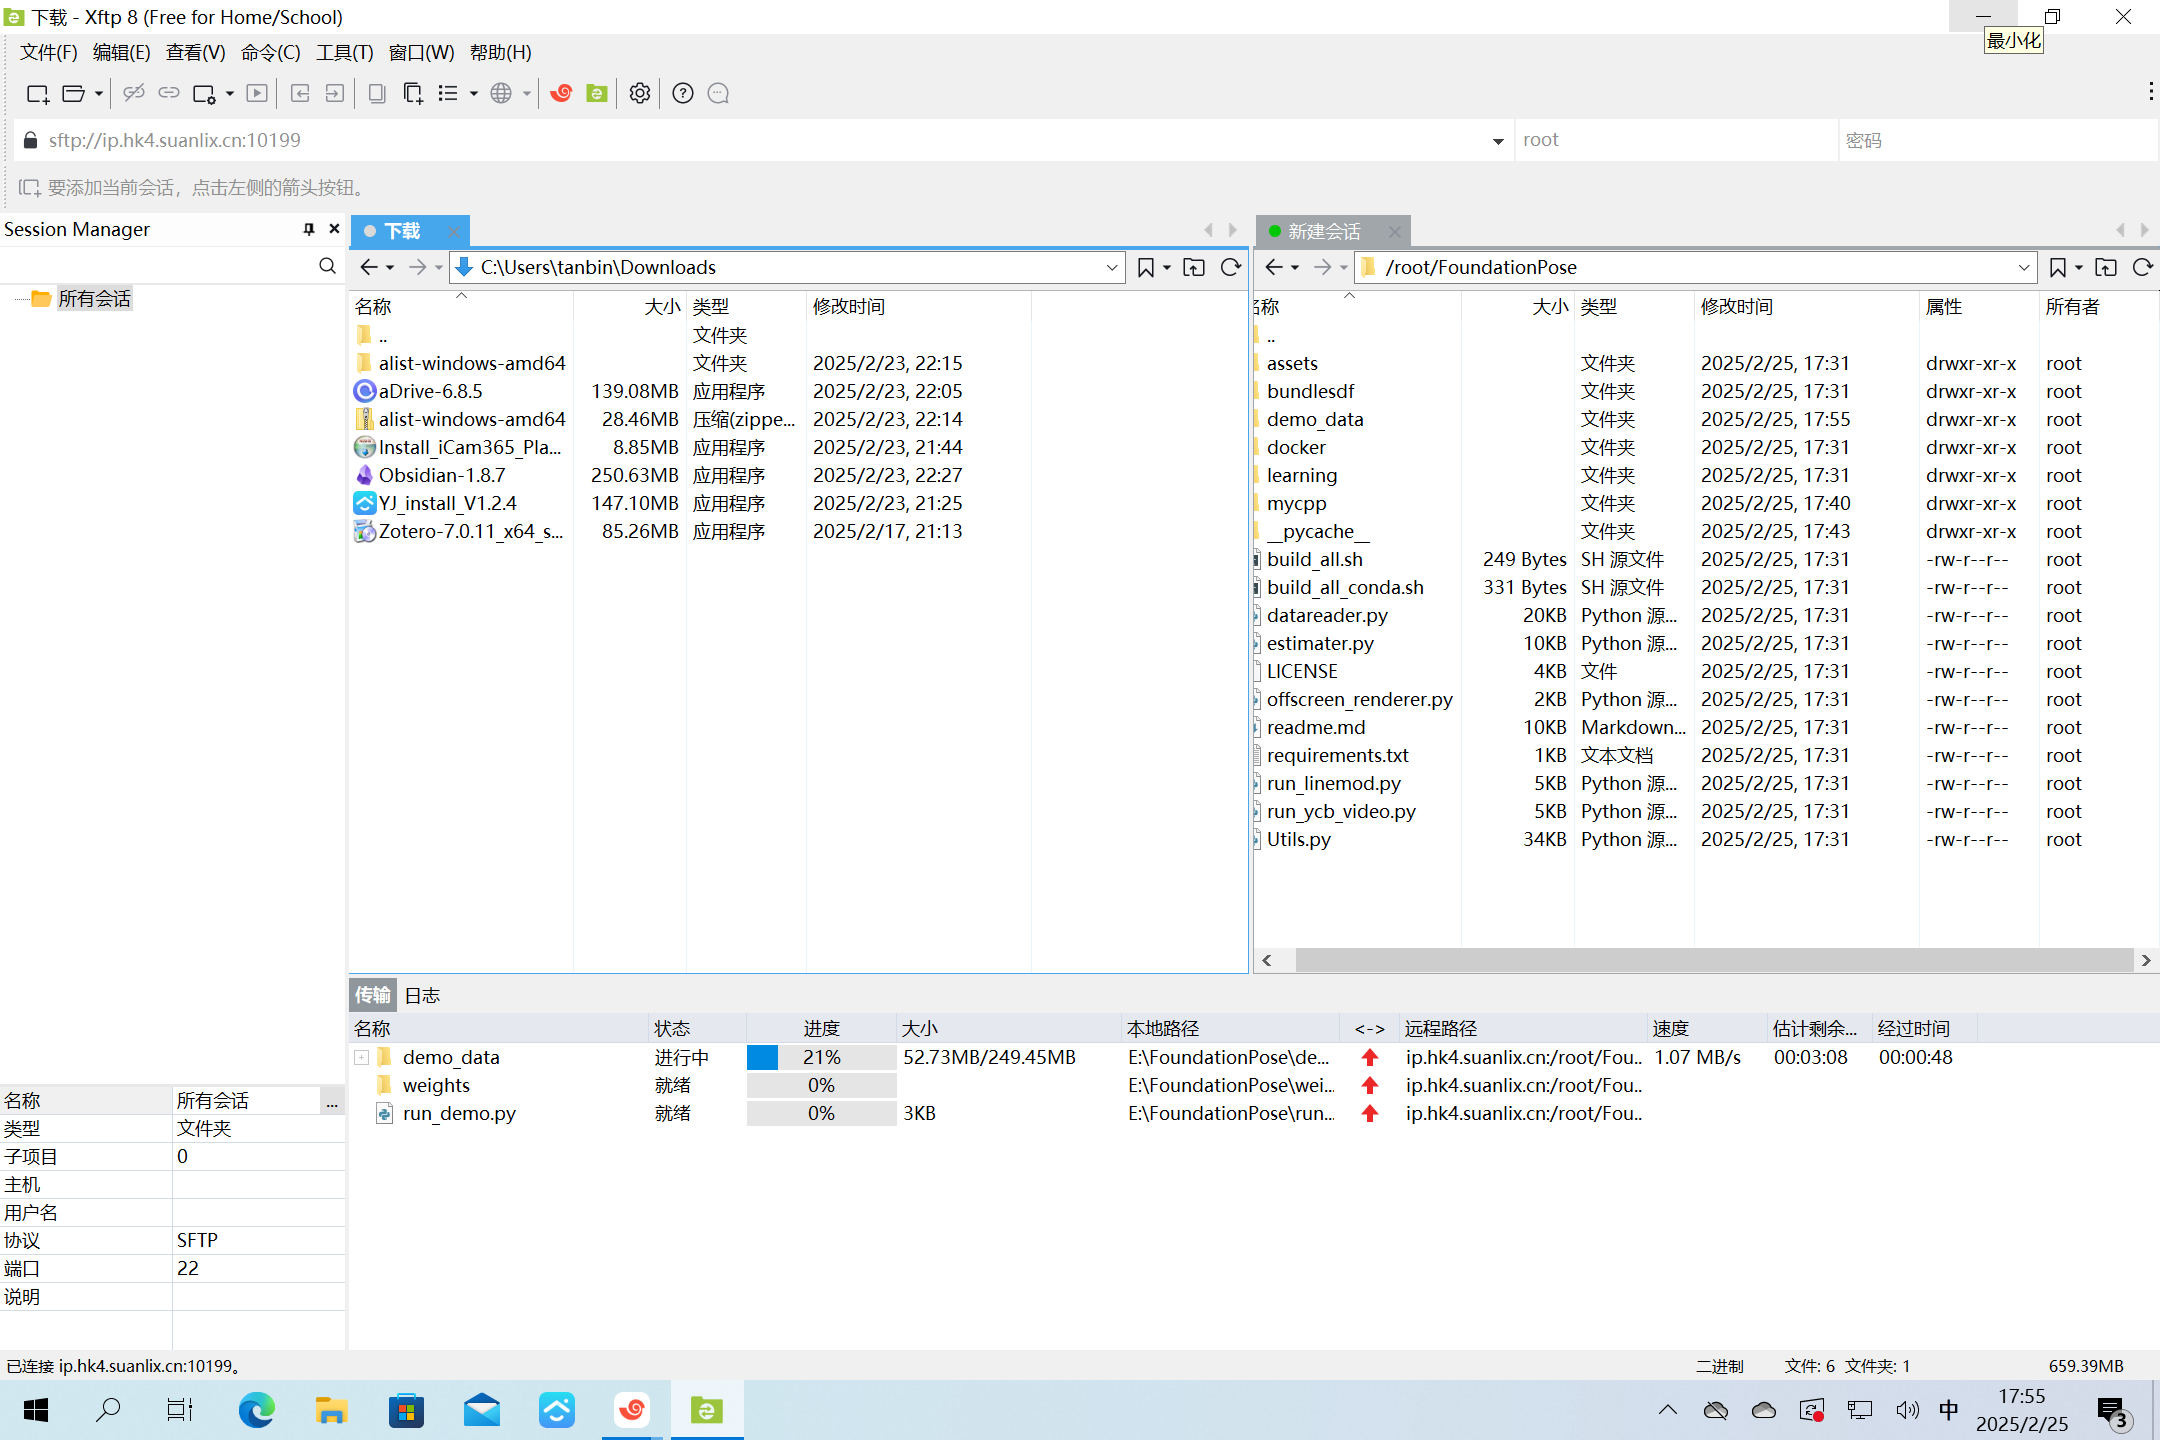 下载 - Xftp 8 (Free for Home/School)
最小化
文件(F) 编辑(E) 查看(V) 命令(C) 工具(T) 窗口(W) 帮助(H)
sftp://ip.hk4.suanlix.cn:10199 root 密码
要添加当前会话，点击左侧的箭头按钮。
Session Manager
所有会话
下载
C:\Users\tanbin\Downloads
名称 大小 类型 修改时间
.. 文件夹
alist-windows-amd64 文件夹 2025/2/23, 22:15
aDrive-6.8.5 139.08MB 应用程序 2025/2/23, 22:05
alist-windows-amd64 28.46MB 压缩(zippe... 2025/2/23, 22:14
Install_iCam365_Pla... 8.85MB 应用程序 2025/2/23, 21:44
Obsidian-1.8.7 250.63MB 应用程序 2025/2/23, 22:27
YJ_install_V1.2.4 147.10MB 应用程序 2025/2/23, 21:25
Zotero-7.0.11_x64_s... 85.26MB 应用程序 2025/2/17, 21:13
新建会话
/root/FoundationPose
名称 大小 类型 修改时间 属性 所有者
..
assets 文件夹 2025/2/25, 17:31 drwxr-xr-x root
bundlesdf 文件夹 2025/2/25, 17:31 drwxr-xr-x root
demo_data 文件夹 2025/2/25, 17:55 drwxr-xr-x root
docker 文件夹 2025/2/25, 17:31 drwxr-xr-x root
learning 文件夹 2025/2/25, 17:31 drwxr-xr-x root
mycpp 文件夹 2025/2/25, 17:40 drwxr-xr-x root
__pycache__ 文件夹 2025/2/25, 17:43 drwxr-xr-x root
build_all.sh 249 Bytes SH 源文件 2025/2/25, 17:31 -rw-r--r-- root
build_all_conda.sh 331 Bytes SH 源文件 2025/2/25, 17:31 -rw-r--r-- root
datareader.py 20KB Python 源... 2025/2/25, 17:31 -rw-r--r-- root
estimater.py 10KB Python 源... 2025/2/25, 17:31 -rw-r--r-- root
LICENSE 4KB 文件 2025/2/25, 17:31 -rw-r--r-- root
offscreen_renderer.py 2KB Python 源... 2025/2/25, 17:31 -rw-r--r-- root
readme.md 10KB Markdown... 2025/2/25, 17:31 -rw-r--r-- root
requirements.txt 1KB 文本文档 2025/2/25, 17:31 -rw-r--r-- root
run_linemod.py 5KB Python 源... 2025/2/25, 17:31 -rw-r--r-- root
run_ycb_video.py 5KB Python 源... 2025/2/25, 17:31 -rw-r--r-- root
Utils.py 34KB Python 源... 2025/2/25, 17:31 -rw-r--r-- root
传输 日志
名称 状态 进度 大小 本地路径 <-> 远程路径 速度 估计剩余... 经过时间
demo_data 进行中 21% 52.73MB/249.45MB E:\FoundationPose\de... ip.hk4.suanlix.cn:/root/Fou.. 1.07 MB/s 00:03:08 00:00:48
weights 就绪 0% E:\FoundationPose\wei... ip.hk4.suanlix.cn:/root/Fou..
run_demo.py 就绪 0% 3KB E:\FoundationPose\run... ip.hk4.suanlix.cn:/root/Fou..
名称 所有会话 ...
类型 文件夹
子项目 0
主机
用户名
协议 SFTP
端口 22
说明
已连接 ip.hk4.suanlix.cn:10199。 二进制 文件: 6 文件夹: 1 659.39MB
中 17:55
2025/2/25
3